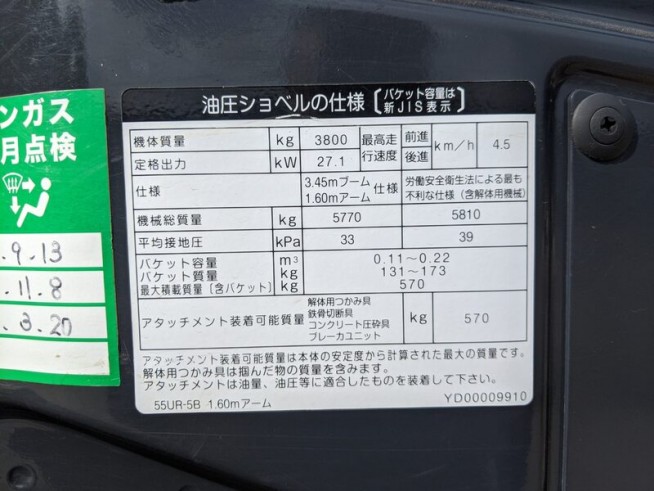 油圧ショベルの仕様〔バケット容量は新JIS表示〕
機体質量 kg 3800 最高走行速度 前進 後進 km/h 4.5
定格出力 kW 27.1
仕様 3.45mブーム 1.60mアーム 仕様 労働安全衛生法による最も不利な仕様(含解体用機械)
機械総質量 kg 5770 5810
平均接地圧 kPa 33 39
バケット容量 m³ 0.11~0.22
バケット質量 kg 131~173
最大積載質量(含バケット) kg 570
アタッチメント装着可能質量 解体用つかみ具 鉄骨切断具 コンクリート圧砕具 ブレーカユニット kg 570
アタッチメント装着可能質量は本体の安定度から計算された最大の質量です。
解体用つかみ具は掴んだ物の質量を含みます。
アタッチメントは油量、油圧等に適合したものを装着して下さい。
55UR-5B 1.60mアーム YD00009910
ンガス
月点検
.9.13
.11.8
.3.20